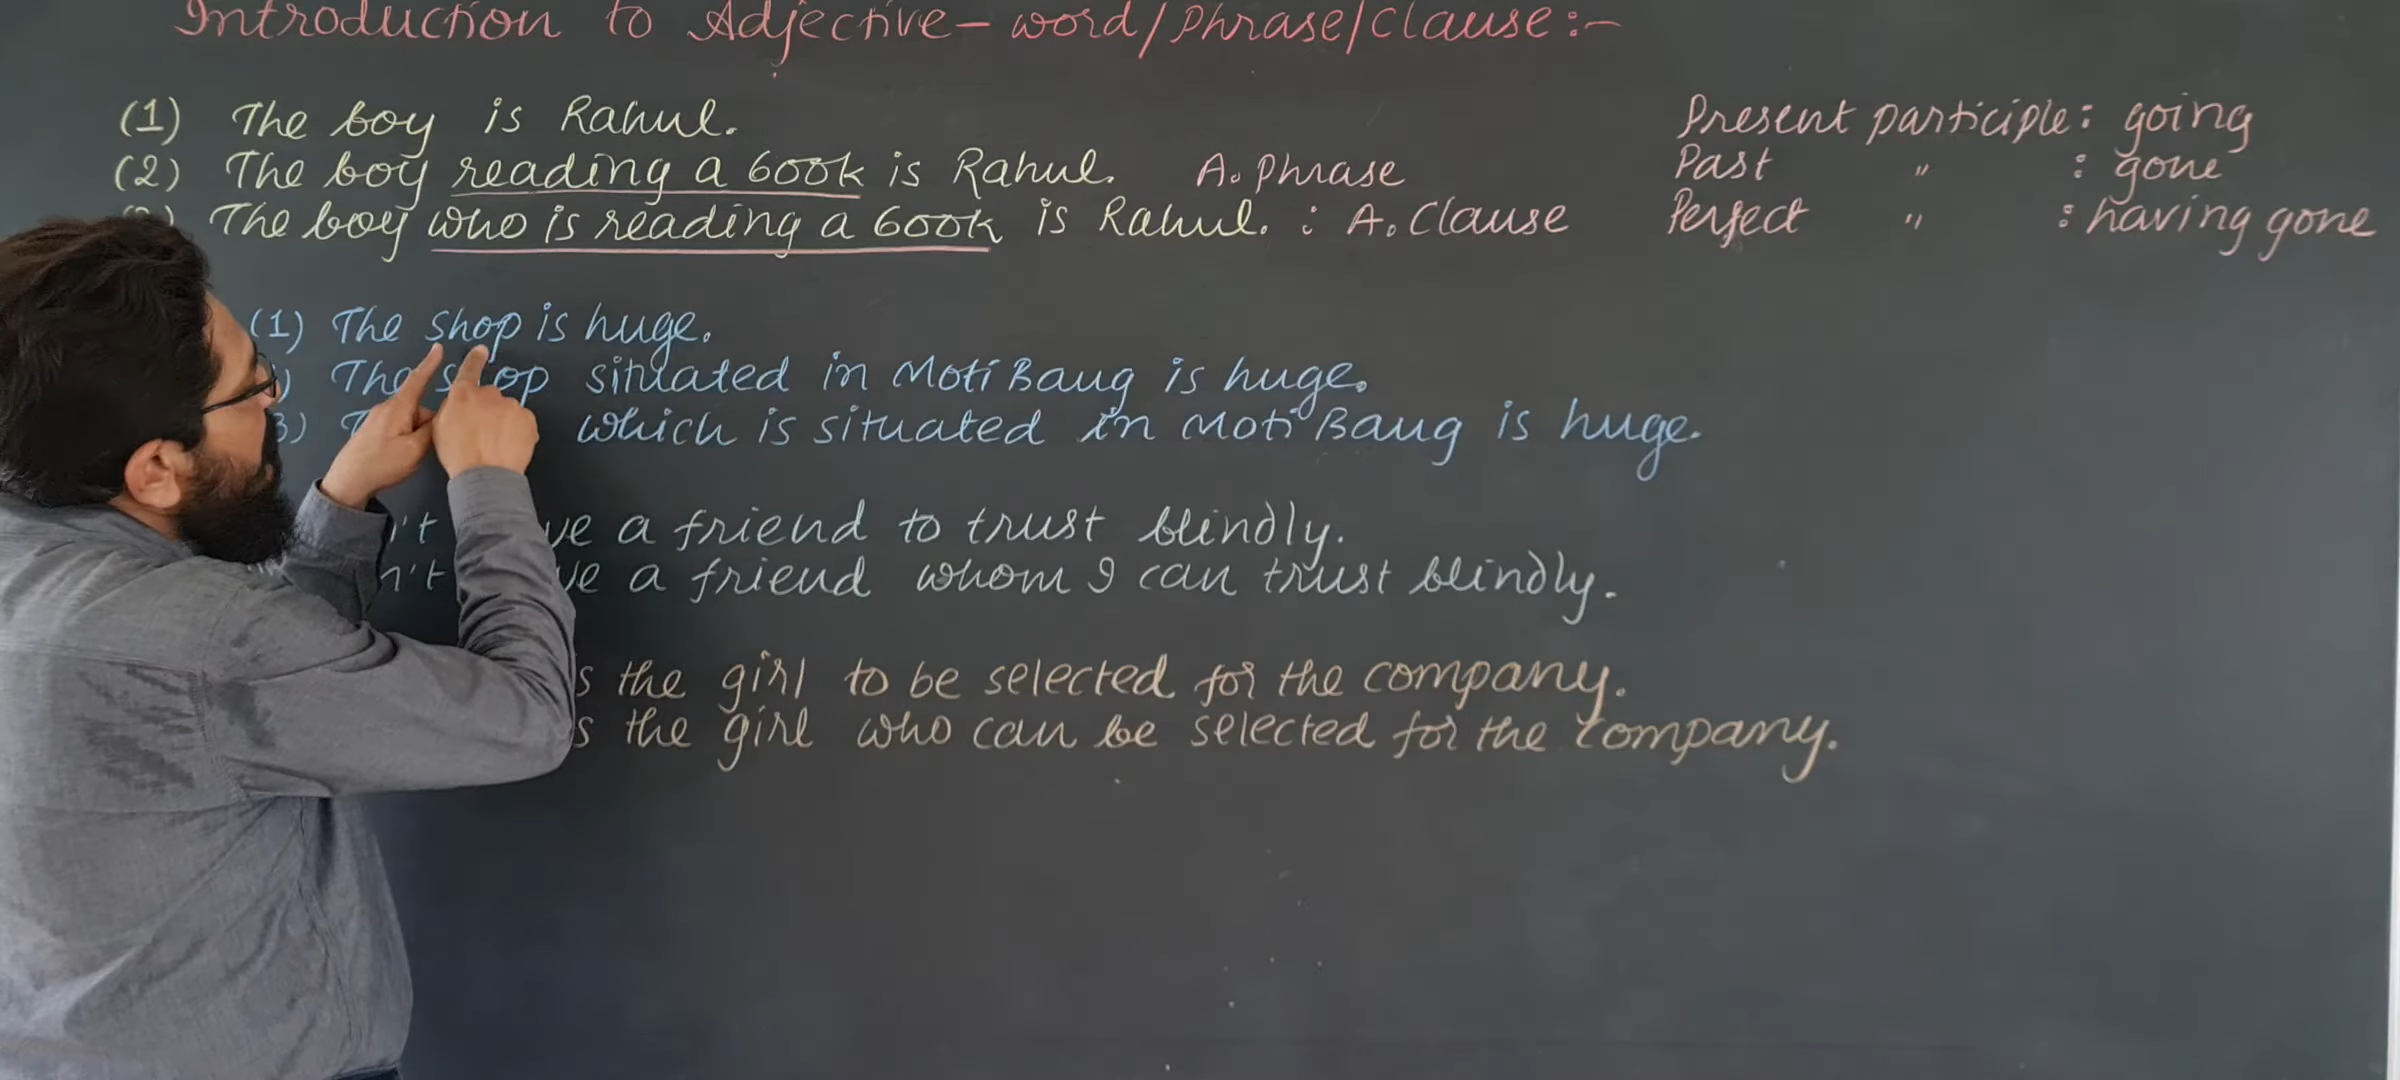 Introduction to Adjective - word/Phrase/Clause :-
(1) The boy is Rahul.
(2) The boy reading a book is Rahul. A. Phrase
The boy who is reading a book is Rahul. : A. Clause
Present participle : going
Past " : gone
Perfect " : having gone
(1) The shop is huge.
The shop situated in Moti Baug is huge.
3) which is situated in Moti Baug is huge.
a friend to trust blindly.
a friend whom I can trust blindly.
the girl to be selected for the company.
the girl who can be selected for the company.